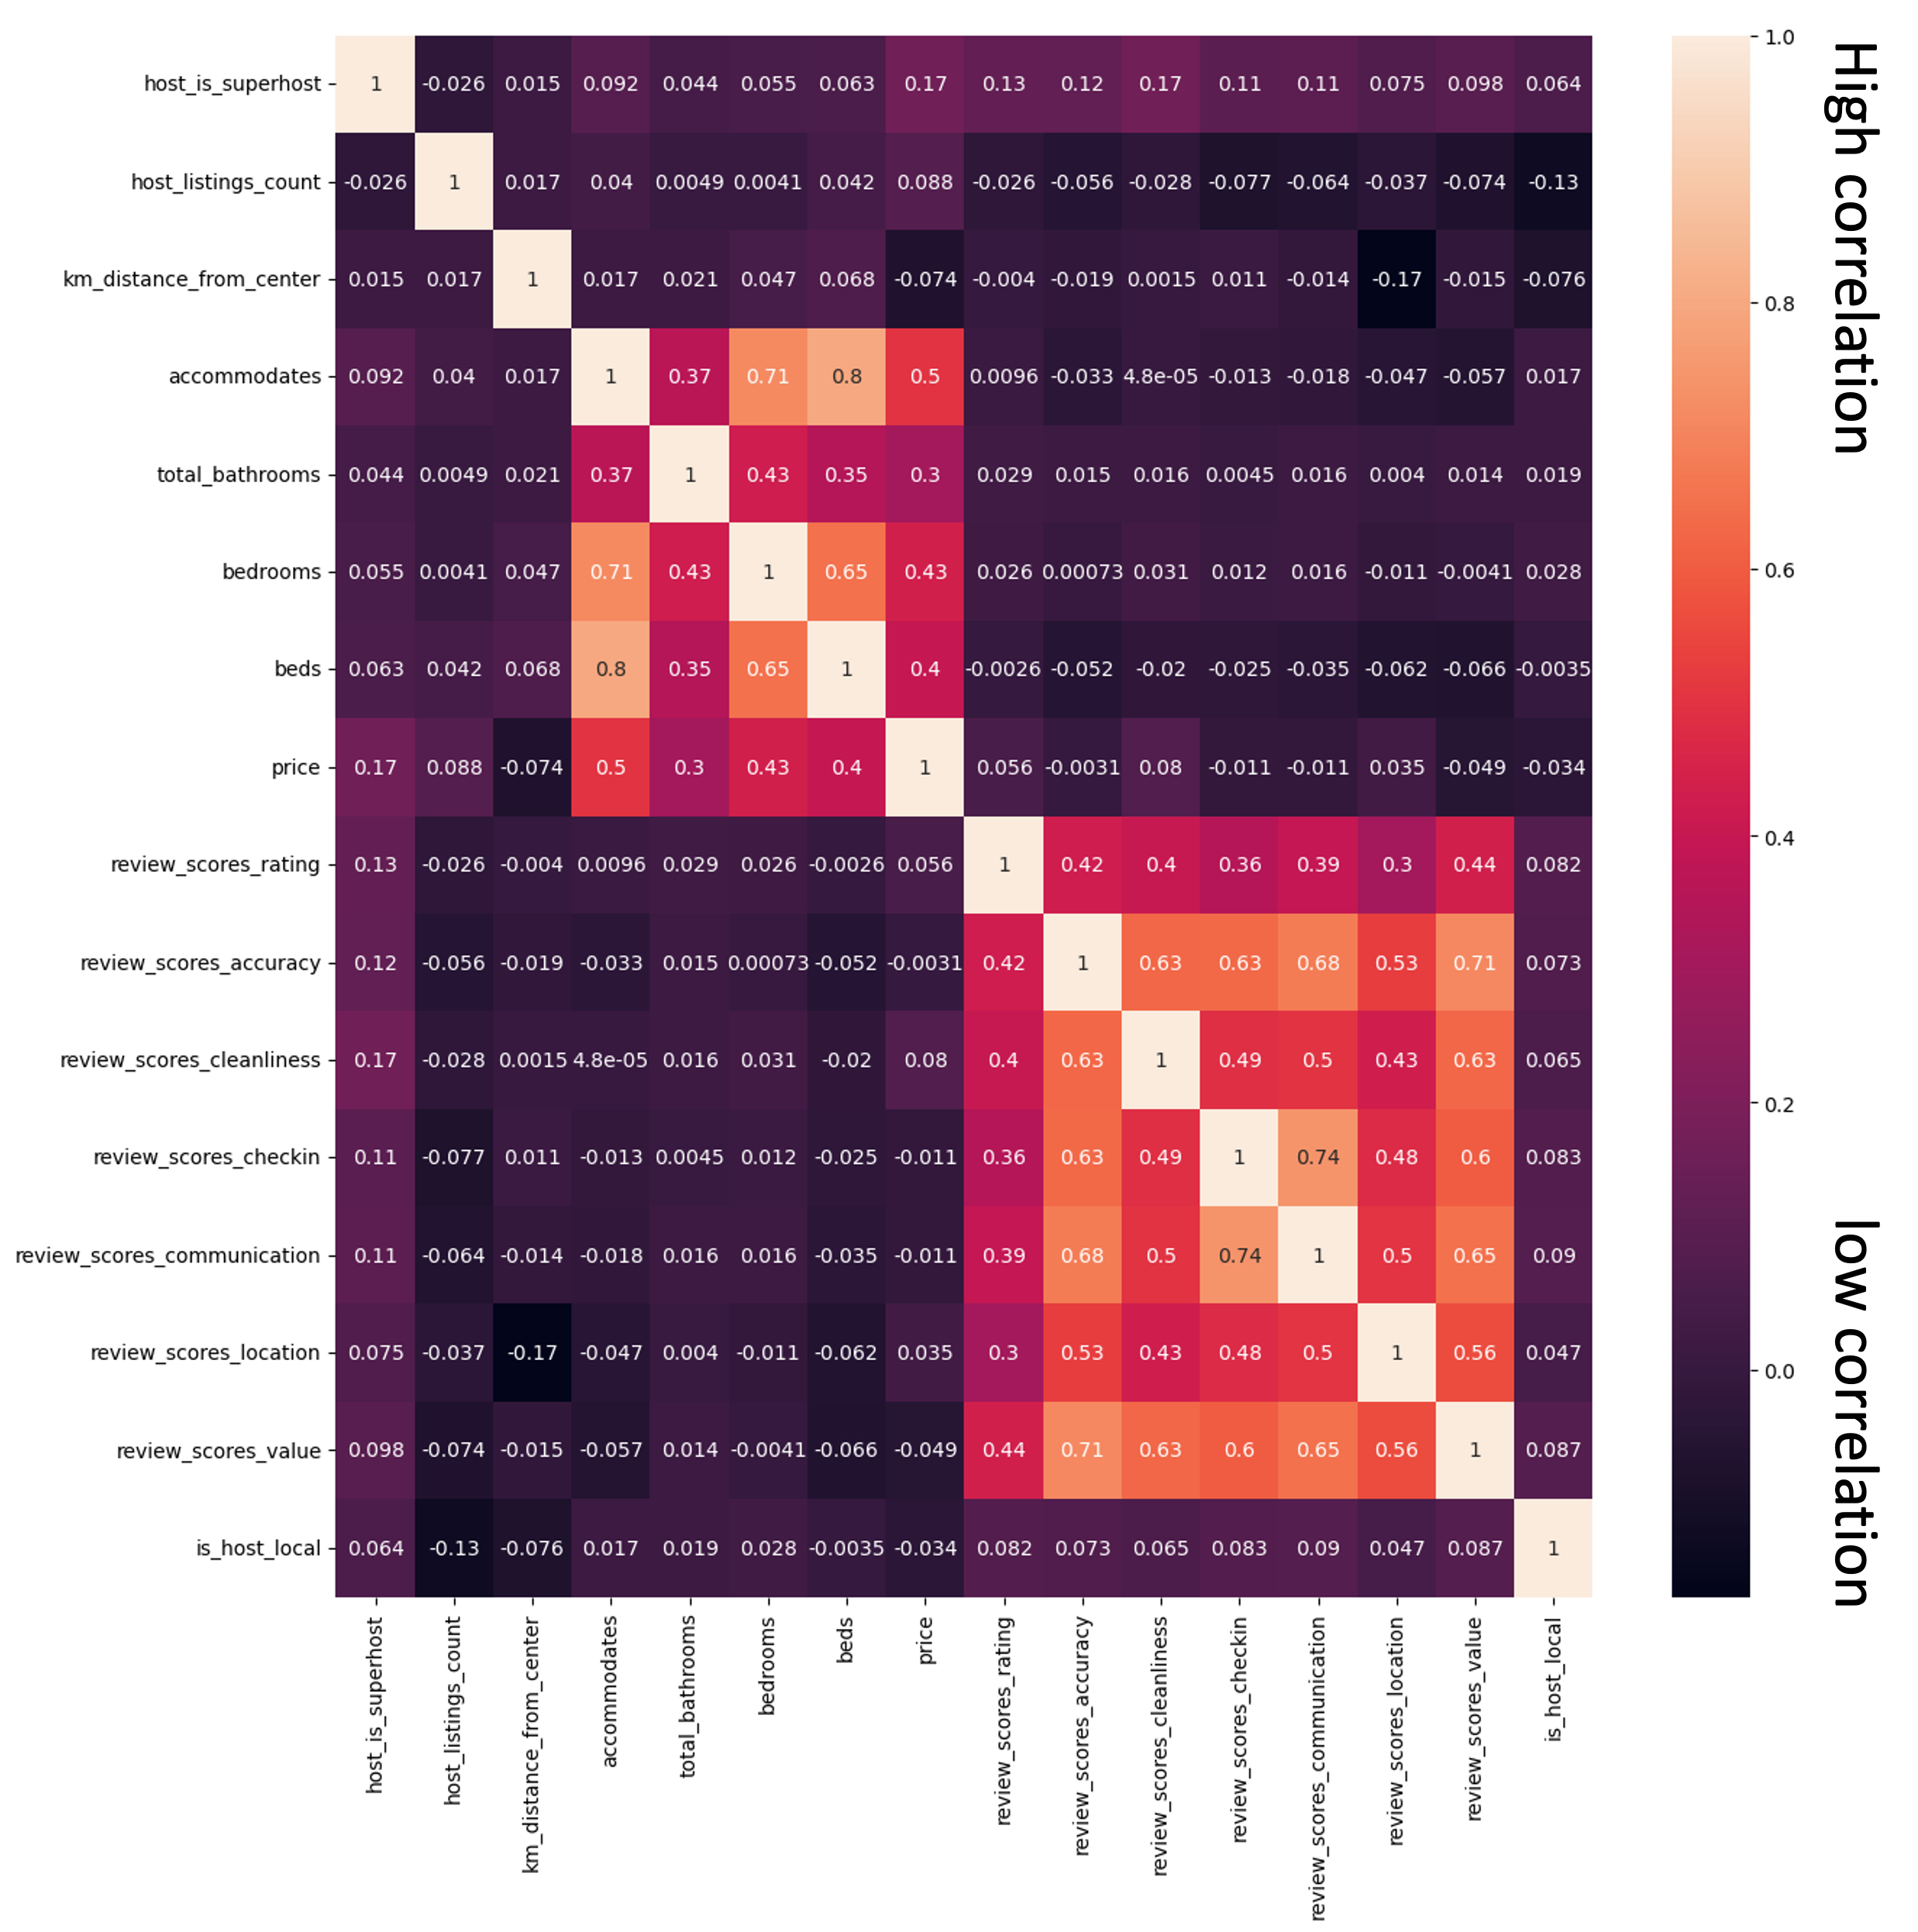 host_is_superhost 1 -0.026 0.015 0.092 0.044 0.055 0.063 0.17 0.13 0.12 0.17 0.11 0.11 0.075 0.098 0.064
host_listings_count -0.026 1 0.017 0.04 0.0049 0.0041 0.042 0.088 -0.026 -0.056 -0.028 -0.077 -0.064 -0.037 -0.074 -0.13
km_distance_from_center 0.015 0.017 1 0.017 0.021 0.047 0.068 -0.074 -0.004 -0.019 0.0015 0.011 -0.014 -0.17 -0.015 -0.076
accommodates 0.092 0.04 0.017 1 0.37 0.71 0.8 0.5 0.0096 -0.033 4.8e-05 -0.013 -0.018 -0.047 -0.057 0.017
total_bathrooms 0.044 0.0049 0.021 0.37 1 0.43 0.35 0.3 0.029 0.015 0.016 0.0045 0.016 0.004 0.014 0.019
bedrooms 0.055 0.0041 0.047 0.71 0.43 1 0.65 0.43 0.026 0.00073 0.031 0.012 0.016 -0.011 -0.0041 0.028
beds 0.063 0.042 0.068 0.8 0.35 0.65 1 0.4 -0.0026 -0.052 -0.02 -0.025 -0.035 -0.062 -0.066 -0.0035
price 0.17 0.088 -0.074 0.5 0.3 0.43 0.4 1 0.056 -0.0031 0.08 -0.011 -0.011 0.035 -0.049 -0.034
review_scores_rating 0.13 -0.026 -0.004 0.0096 0.029 0.026 -0.0026 0.056 1 0.42 0.4 0.36 0.39 0.3 0.44 0.082
review_scores_accuracy 0.12 -0.056 -0.019 -0.033 0.015 0.00073 -0.052 -0.0031 0.42 1 0.63 0.63 0.68 0.53 0.71 0.073
review_scores_cleanliness 0.17 -0.028 0.0015 4.8e-05 0.016 0.031 -0.02 0.08 0.4 0.63 1 0.49 0.5 0.43 0.63 0.065
review_scores_checkin 0.11 -0.077 0.011 -0.013 0.0045 0.012 -0.025 -0.011 0.36 0.63 0.49 1 0.74 0.48 0.6 0.083
review_scores_communication 0.11 -0.064 -0.014 -0.018 0.016 0.016 -0.035 -0.011 0.39 0.68 0.5 0.74 1 0.5 0.65 0.09
review_scores_location 0.075 -0.037 -0.17 -0.047 0.004 -0.011 -0.062 0.035 0.3 0.53 0.43 0.48 0.5 1 0.56 0.047
review_scores_value 0.098 -0.074 -0.015 -0.057 0.014 -0.0041 -0.066 -0.049 0.44 0.71 0.63 0.6 0.65 0.56 1 0.087
is_host_local 0.064 -0.13 -0.076 0.017 0.019 0.028 -0.0035 -0.034 0.082 0.073 0.065 0.083 0.09 0.047 0.087 1
host_is_superhost
host_listings_count
km_distance_from_center
accommodates
total_bathrooms
bedrooms
beds
price
review_scores_rating
review_scores_accuracy
review_scores_cleanliness
review_scores_checkin
review_scores_communication
review_scores_location
review_scores_value
is_host_local
1.0
0.8
0.6
0.4
0.2
0.0
High correlation
low correlation